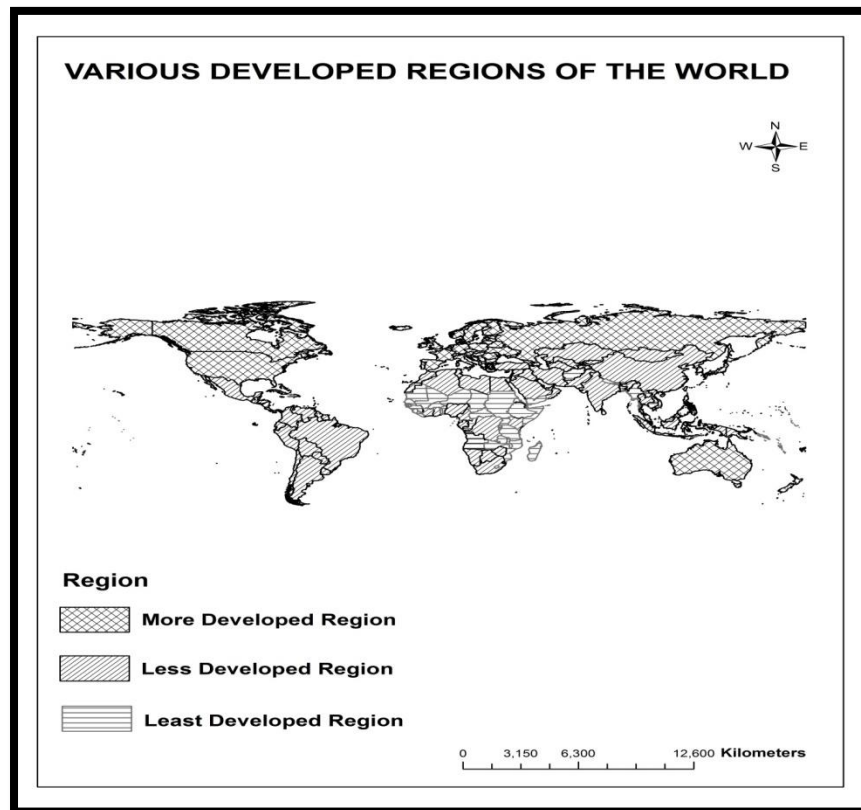 VARIOUS DEVELOPED REGIONS OF THE WORLD
N
W E
S
Region
More Developed Region
Less Developed Region
Least Developed Region
0 3,150 6,300 12,600 Kilometers